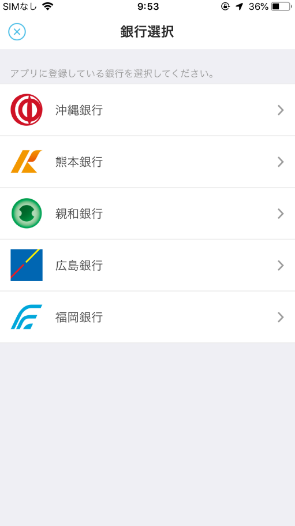 SIMなし 9:53 36%
銀行選択
アプリに登録している銀行を選択してください。
沖縄銀行
熊本銀行
親和銀行
広島銀行
福岡銀行